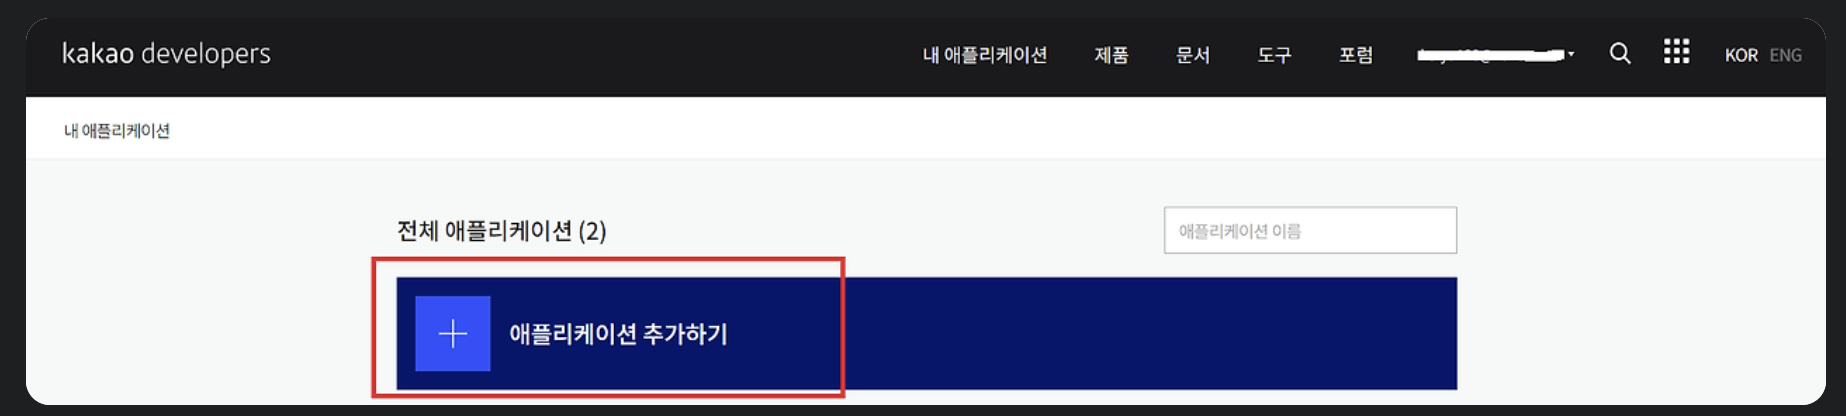 kakao developers
내 애플리케이션 제품 문서 도구 포럼 KOR ENG
내 애플리케이션
전체 애플리케이션 (2)
애플리케이션 이름
애플리케이션 추가하기